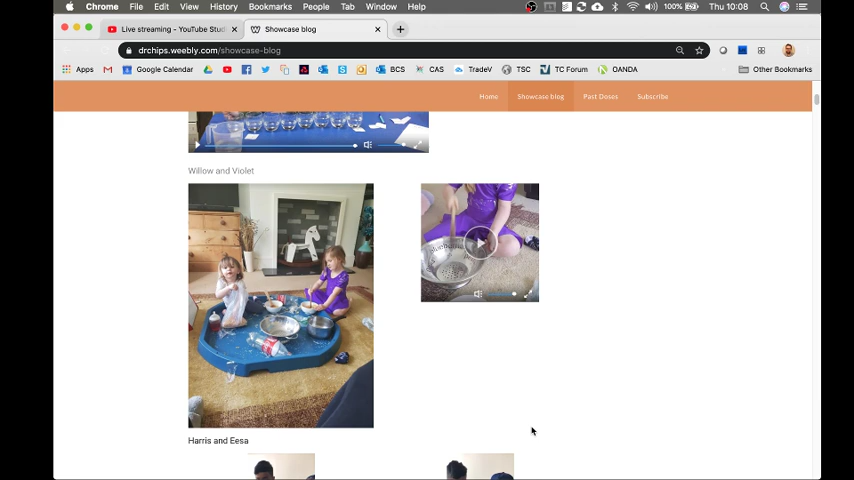 Chrome File Edit View History Bookmarks People Tab Window Help 100% Thu 10:08
Live streaming - YouTube Stud Showcase blog
drchips.weebly.com/showcase-blog
Apps Google Calendar BCS CAS TradeV TSC TC Forum OANDA Other Bookmarks
Home Showcase blog Past Doses Subscribe
Willow and Violet
Harris and Eesa